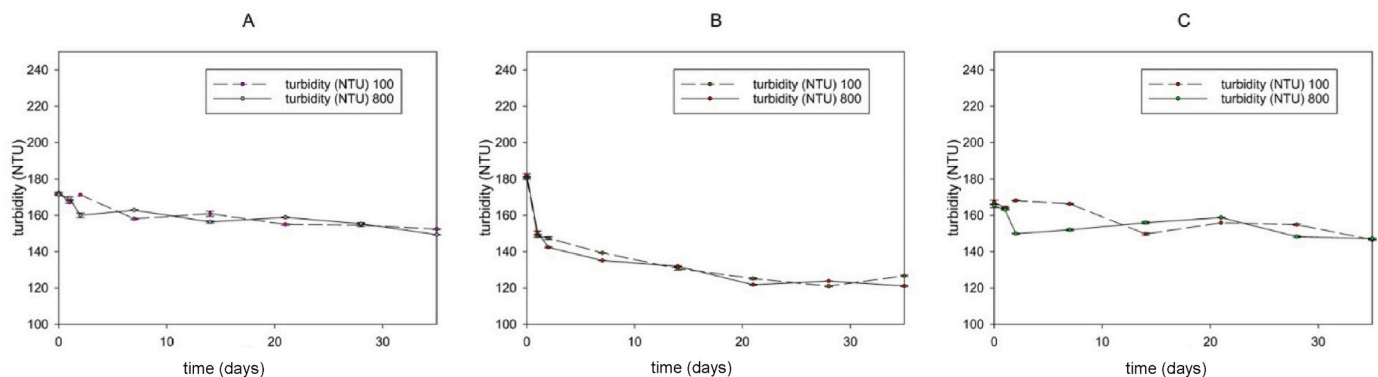 A
turbidity (NTU)
240
220
200
180
160
140
120
100
turbidity (NTU) 100
turbidity (NTU) 800
0 10 20 30
time (days)
B
turbidity (NTU)
240
220
200
180
160
140
120
100
turbidity (NTU) 100
turbidity (NTU) 800
0 10 20 30
time (days)
C
turbidity (NTU)
240
220
200
180
160
140
120
100
turbidity (NTU) 100
turbidity (NTU) 800
0 10 20 30
time (days)